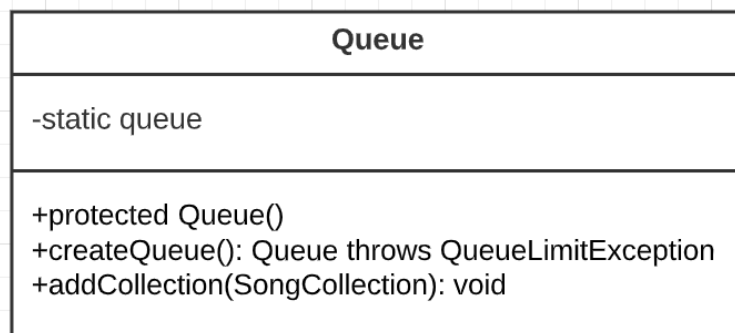 Queue
-static queue
+protected Queue()
+createQueue(): Queue throws QueueLimitException
+addCollection(SongCollection): void